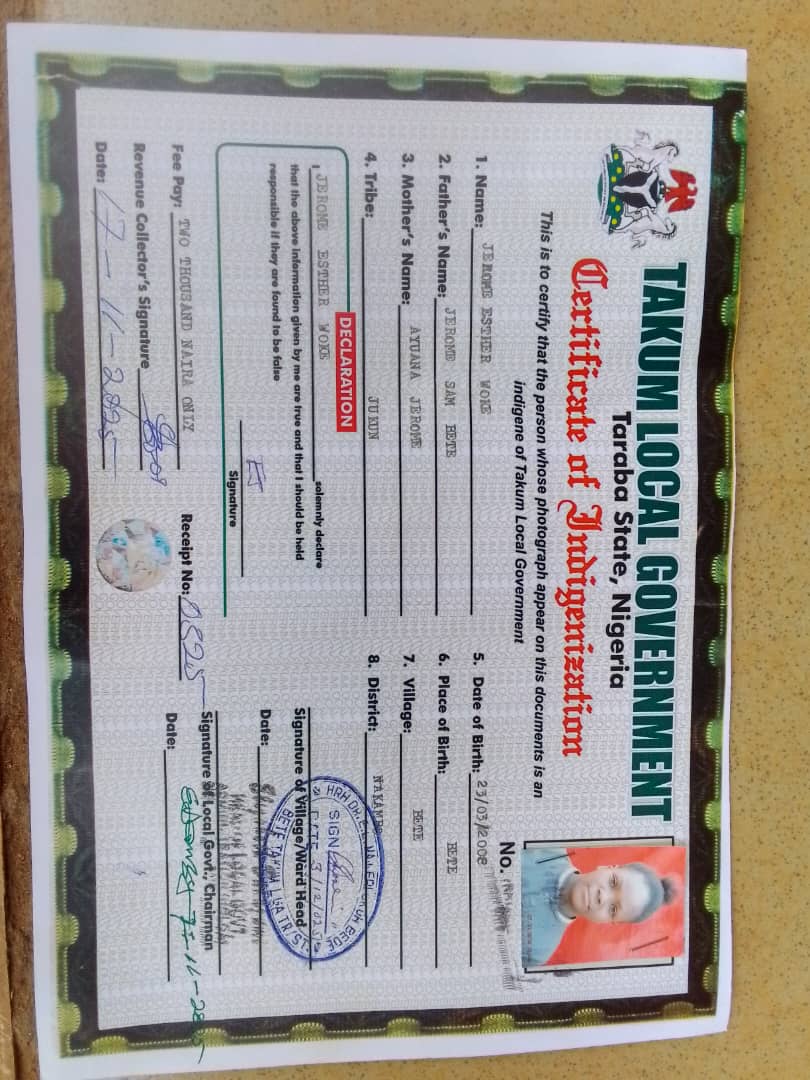 TAKUM LOCAL GOVERNMENT
Taraba State, Nigeria
Certificate of Indigenization
This is to certify that the person whose photograph appear on this documents is an
indigene of Takum Local Government
No.
1. Name: JEROME ESTHER WOKE
2. Father's Name: JEROME SAM BETE
3. Mother's Name: AYUANA JEROME
4. Tribe: JUKUN
5. Date of Birth: 23/03/2008
6. Place of Birth: BETE
7. Village: BETE
8. District:
DECLARATION
I, JEROME ESTHER WOKE solemnly declare
that the above information given by me are true and that I should be held
responsible if they are found to be false
EJ
Signature
Fee Pay: TWO THOUSAND NAIRA ONLY
Revenue Collector's Signature
Date: 17-11-2025
Receipt No:
Signature of Village/Ward Head
Date:
Signature of Local Govt., Chairman
Date:
SIGN
DATE